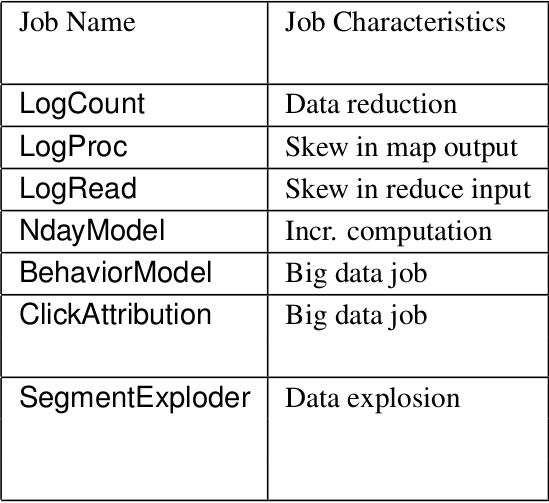 Job Name Job Characteristics
LogCount Data reduction
LogProc Skew in map output
LogRead Skew in reduce input
NdayModel Incr. computation
BehaviorModel Big data job
ClickAttribution Big data job
SegmentExploder Data explosion